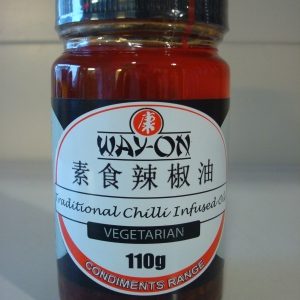 康
WAY-ON
素食辣椒油
Traditional Chilli Infused Oil
VEGETARIAN
110g
CONDIMENTS RANGE